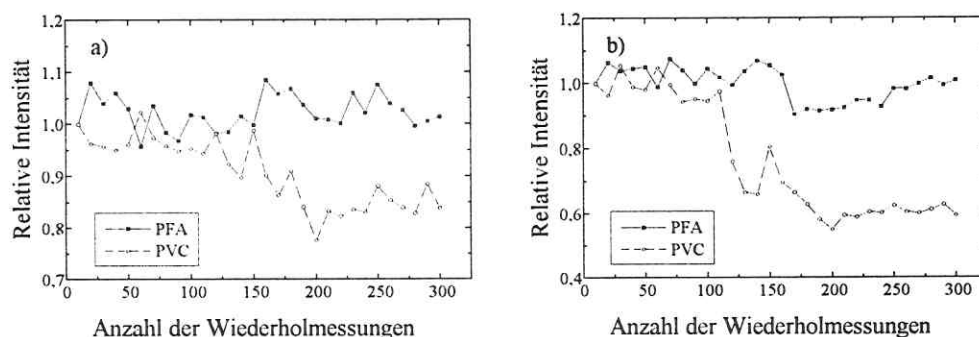 a)
Relative Intensität
1.2
1.1
1.0
0.9
0.8
0.7
PFA
PVC
0 50 100 150 200 250 300
Anzahl der Wiederholmessungen
b)
Relative Intensität
1.2
1.0
0.8
0.6
0.4
PFA
PVC
0 50 100 150 200 250 300
Anzahl der Wiederholmessungen